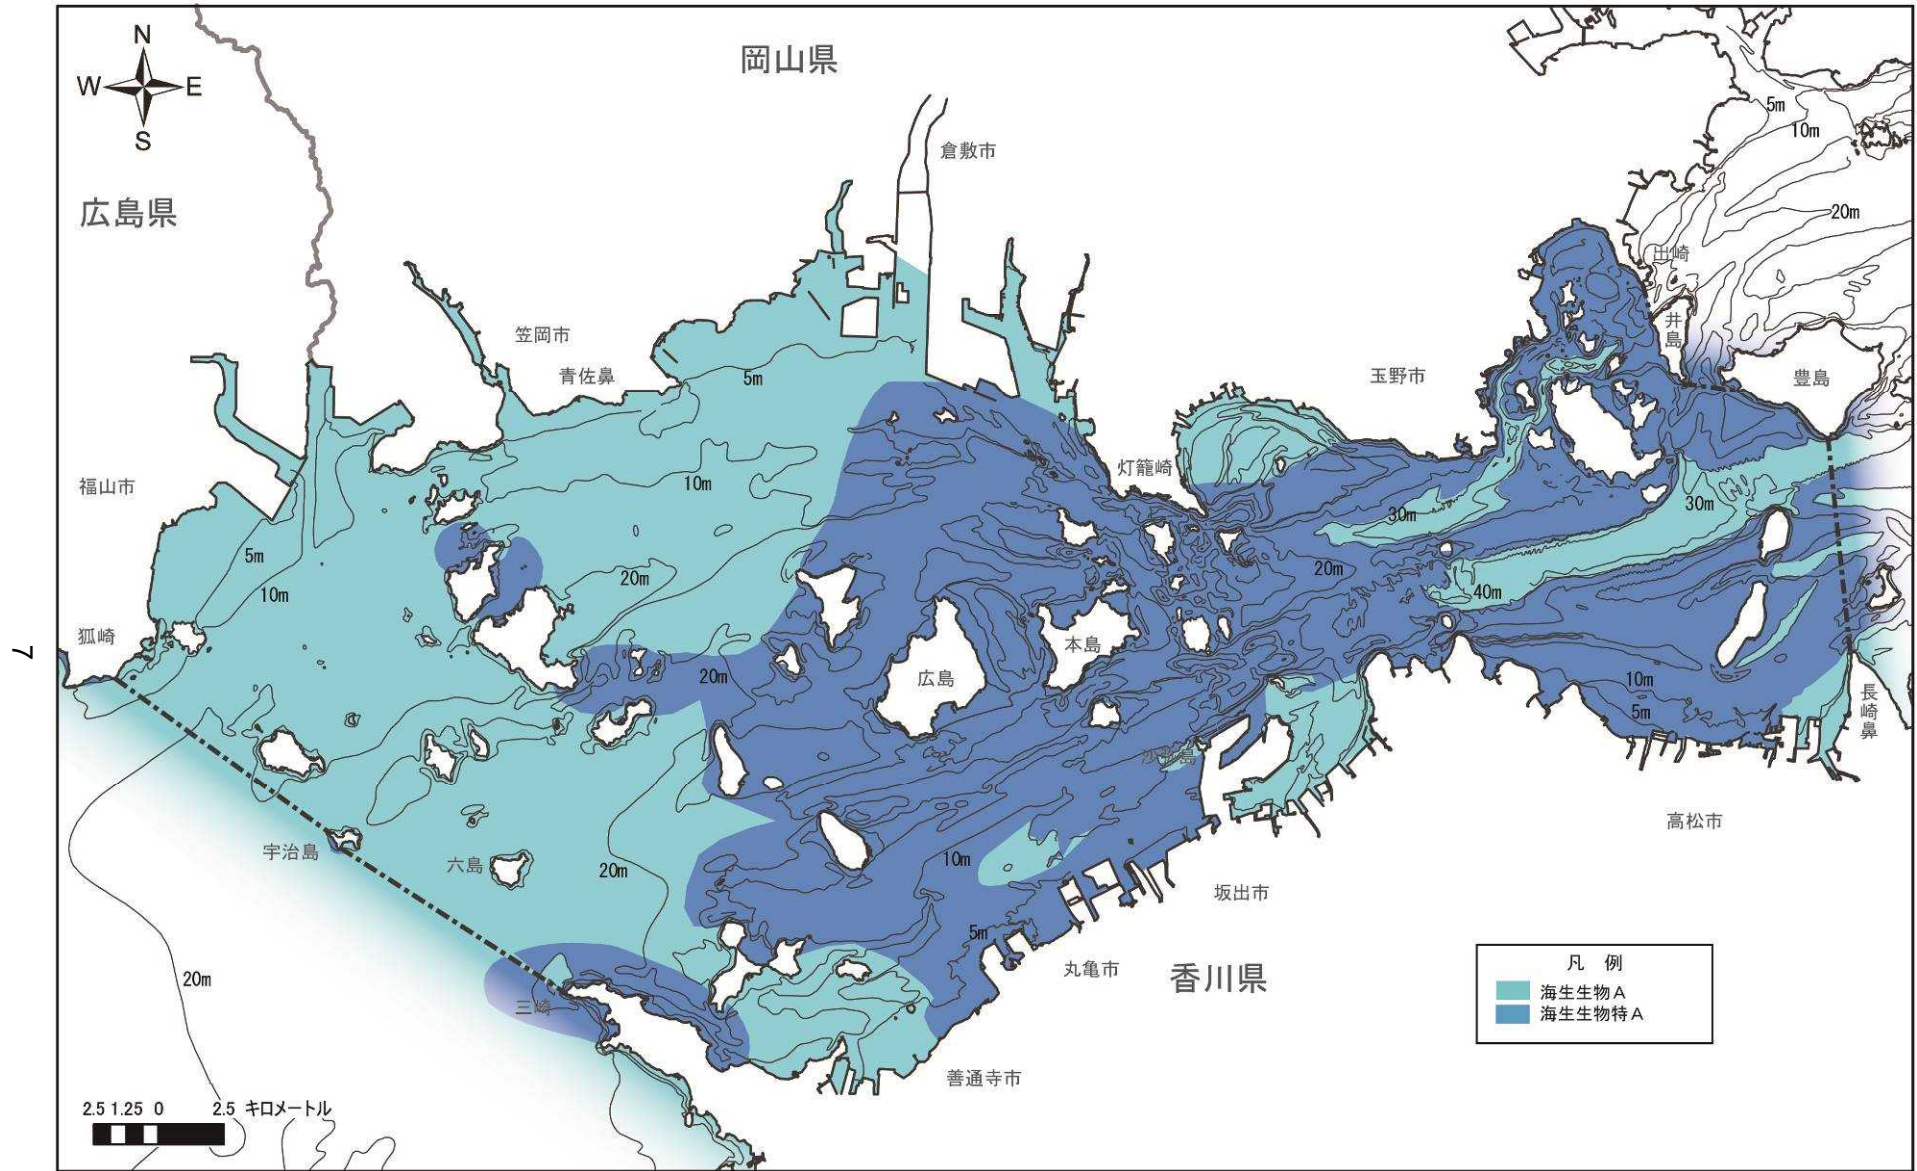 岡山県
N
W E
S
5m
10m
倉敷市
広島県
20m
出崎
井島
笠岡市
青佐鼻
5m
玉野市
豊島
灯籠崎
福山市
10m
30m
30m
5m
20m
20m
10m
40m
狐崎
本島
20m
広島
10m
5m
長崎鼻
高松市
宇治島
六島
20m
10m
坂出市
5m
丸亀市
香川県
20m
三崎
凡 例
海生生物A
海生生物特A
善通寺市
2.5 1.25 0 2.5 キロメートル
7